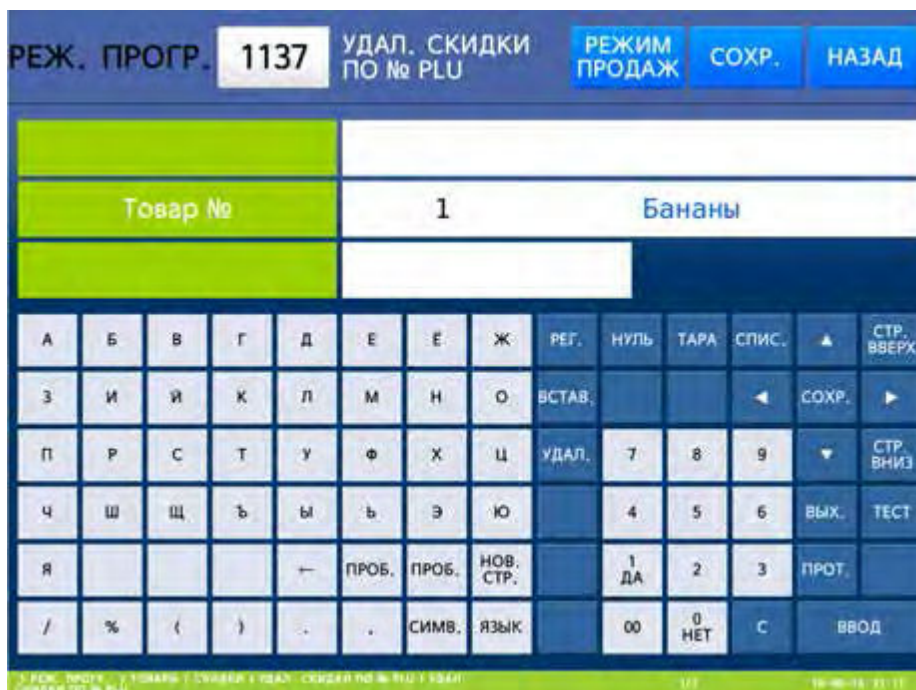 РЕЖ. ПРОГР. 1137 УДАЛ. СКИДКИ ПО № PLU РЕЖИМ ПРОДАЖ СОХР. НАЗАД
Товар № 1 Бананы
А Б В Г Д Е Ё Ж РЕГ. НУЛЬ ТАРА СПИС. ▲ СТР. ВВЕРХ
З И Й К Л М Н О ВСТАВ. ◀ СОХР. ▶
П Р С Т У Ф Х Ц УДАЛ. 7 8 9 ▼ СТР. ВНИЗ
Ч Ш Щ Ъ Ы Ь Э Ю 4 5 6 ВЫХ. ТЕСТ
Я ← ПРОБ. ПРОБ. НОВ. СТР. 1 ДА 2 3 ПРОТ.
/ % ( ) . , СИМВ. ЯЗЫК 00 0 НЕТ С ВВОД